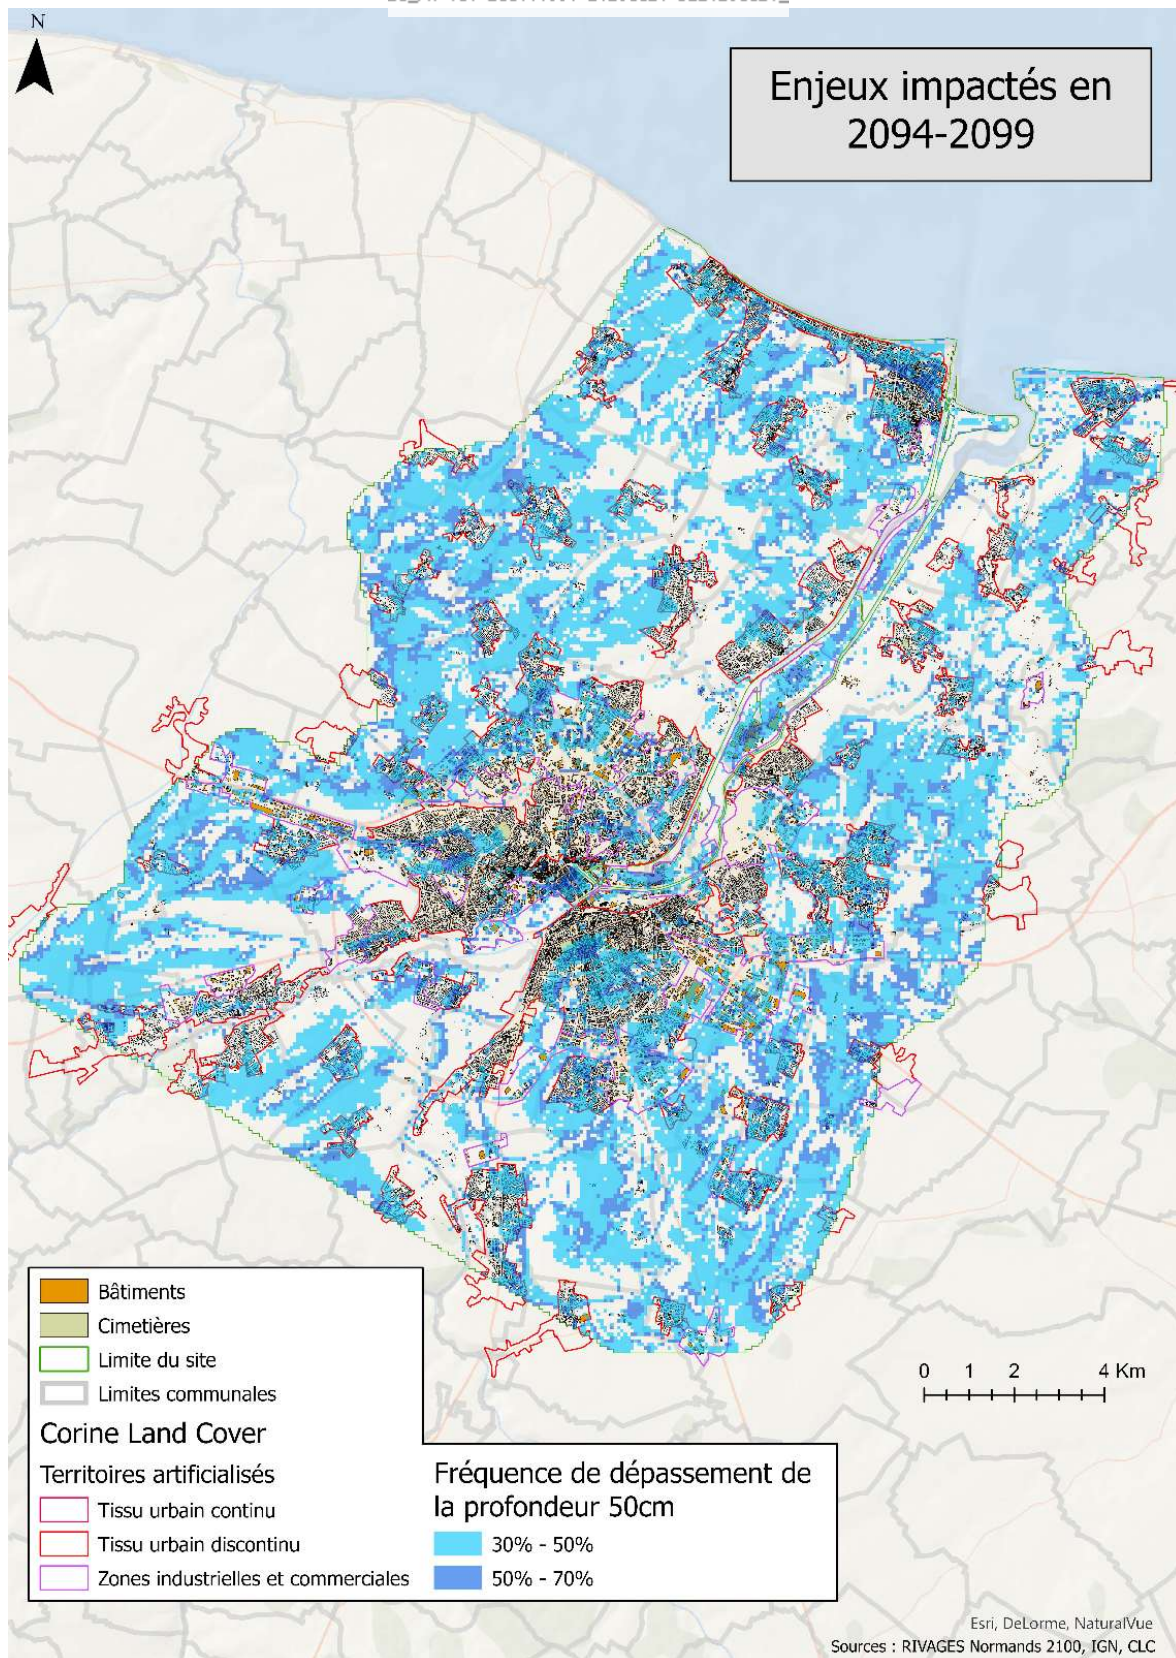 N
Enjeux impactés en
2094-2099
Bâtiments
Cimetières
Limite du site
Limites communales
Corine Land Cover
Territoires artificialisés
Tissu urbain continu
Tissu urbain discontinu
Zones industrielles et commerciales
Fréquence de dépassement de
la profondeur 50cm
30% - 50%
50% - 70%
0 1 2 4 Km
Esri, DeLorme, NaturalVue
Sources : RIVAGES Normands 2100, IGN, CLC